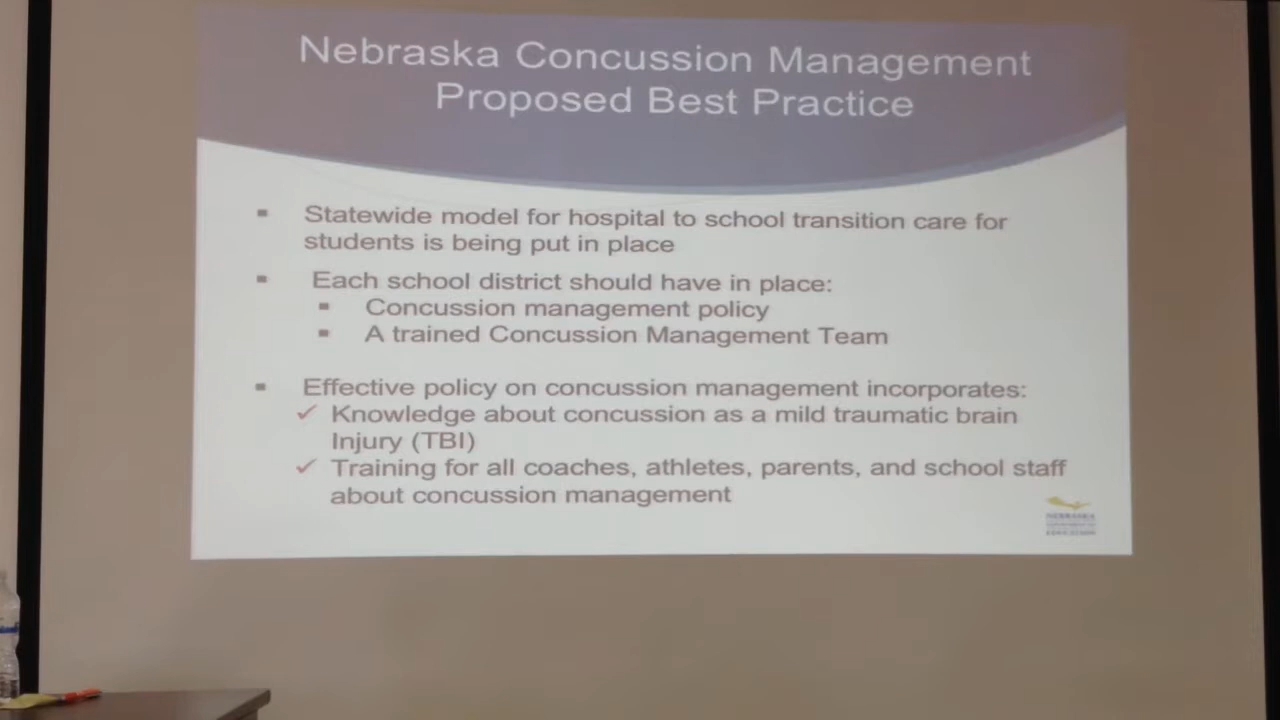 Nebraska Concussion Management
Proposed Best Practice
Statewide model for hospital to school transition care for
students is being put in place
Each school district should have in place:
Concussion management policy
A trained Concussion Management Team
Effective policy on concussion management incorporates:
Knowledge about concussion as a mild traumatic brain
Injury (TBI)
Training for all coaches, athletes, parents, and school staff
about concussion management
NEBRASKA
EDUCATION